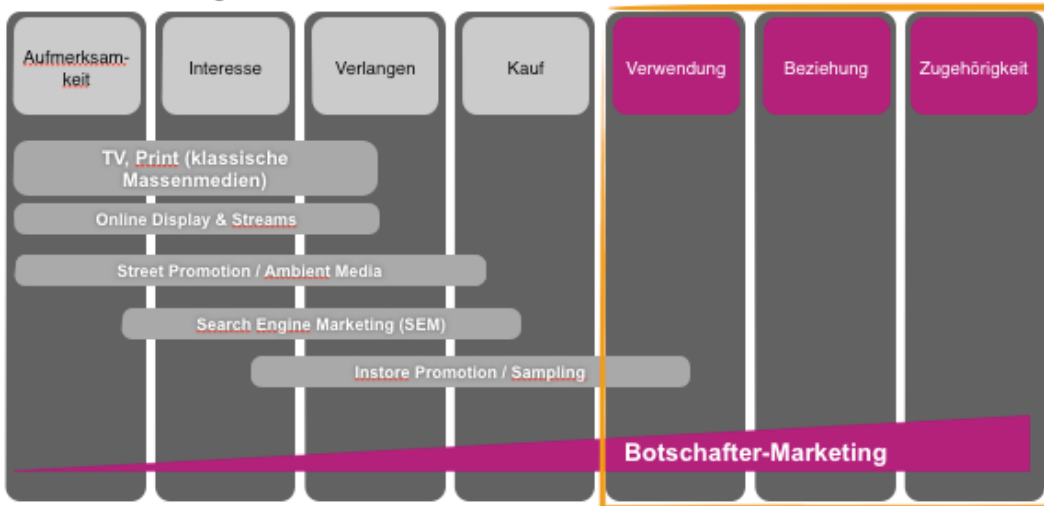 Aufmerksam-
keit
Interesse
Verlangen
Kauf
Verwendung
Beziehung
Zugehörigkeit
TV, Print (klassische
Massenmedien)
Online Display & Streams
Street Promotion / Ambient Media
Search Engine Marketing (SEM)
Instore Promotion / Sampling
Botschafter-Marketing